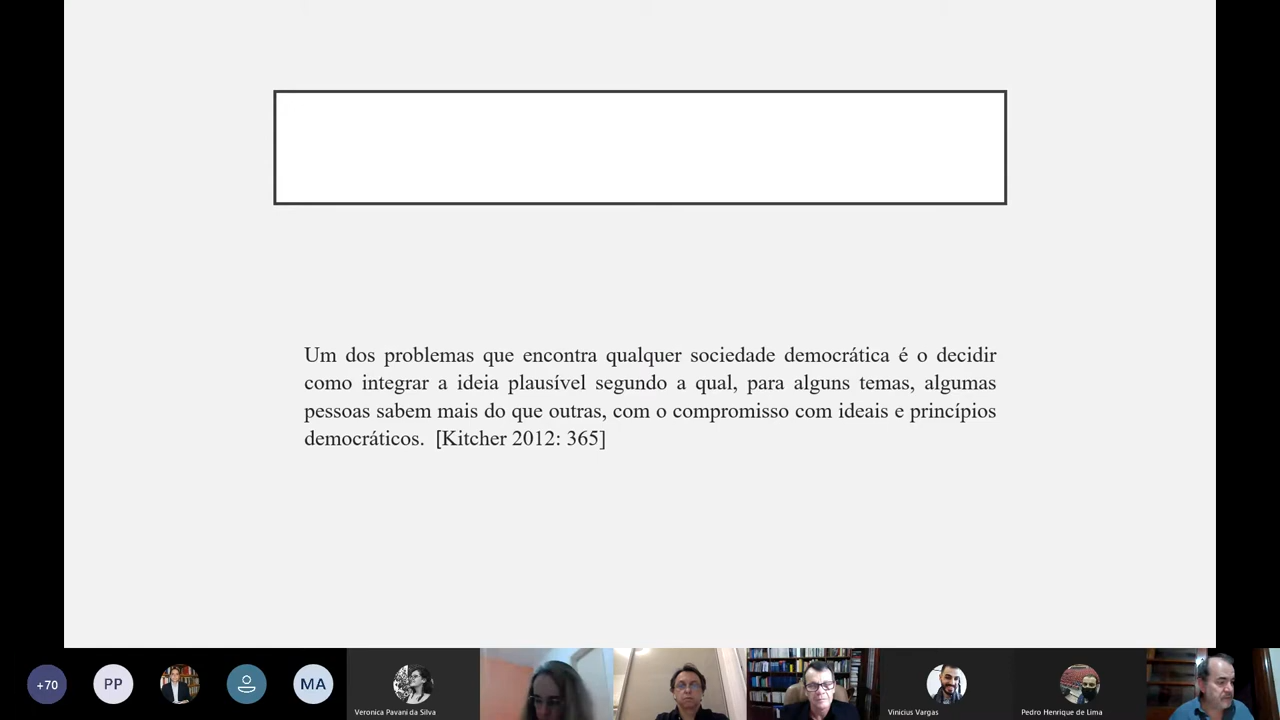 Um dos problemas que encontra qualquer sociedade democrática é o decidir
como integrar a ideia plausível segundo a qual, para alguns temas, algumas
pessoas sabem mais do que outras, com o compromisso com ideais e princípios
democráticos. [Kitcher 2012: 365]
+70
PP
MA
Veronica Pavani da Silva
Vinicius Vargas
Pedro Henrique de Lima